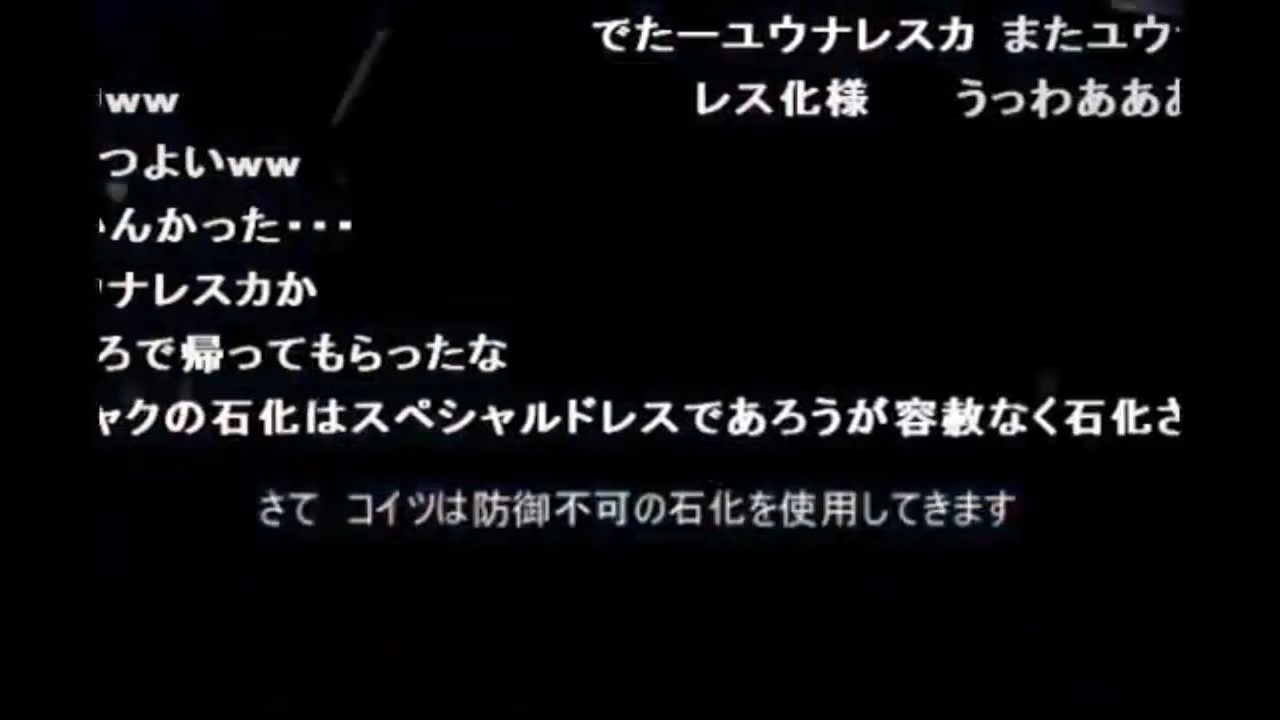 でたーユウナレスカ またユウ
ww レス化様 うっわあああ
つよいww
んかった・・・
ナレスカか
ろで帰ってもらったな
ャクの石化はスペシャルドレスであろうが容赦なく石化さ
さて コイツは防御不可の石化を使用してきます